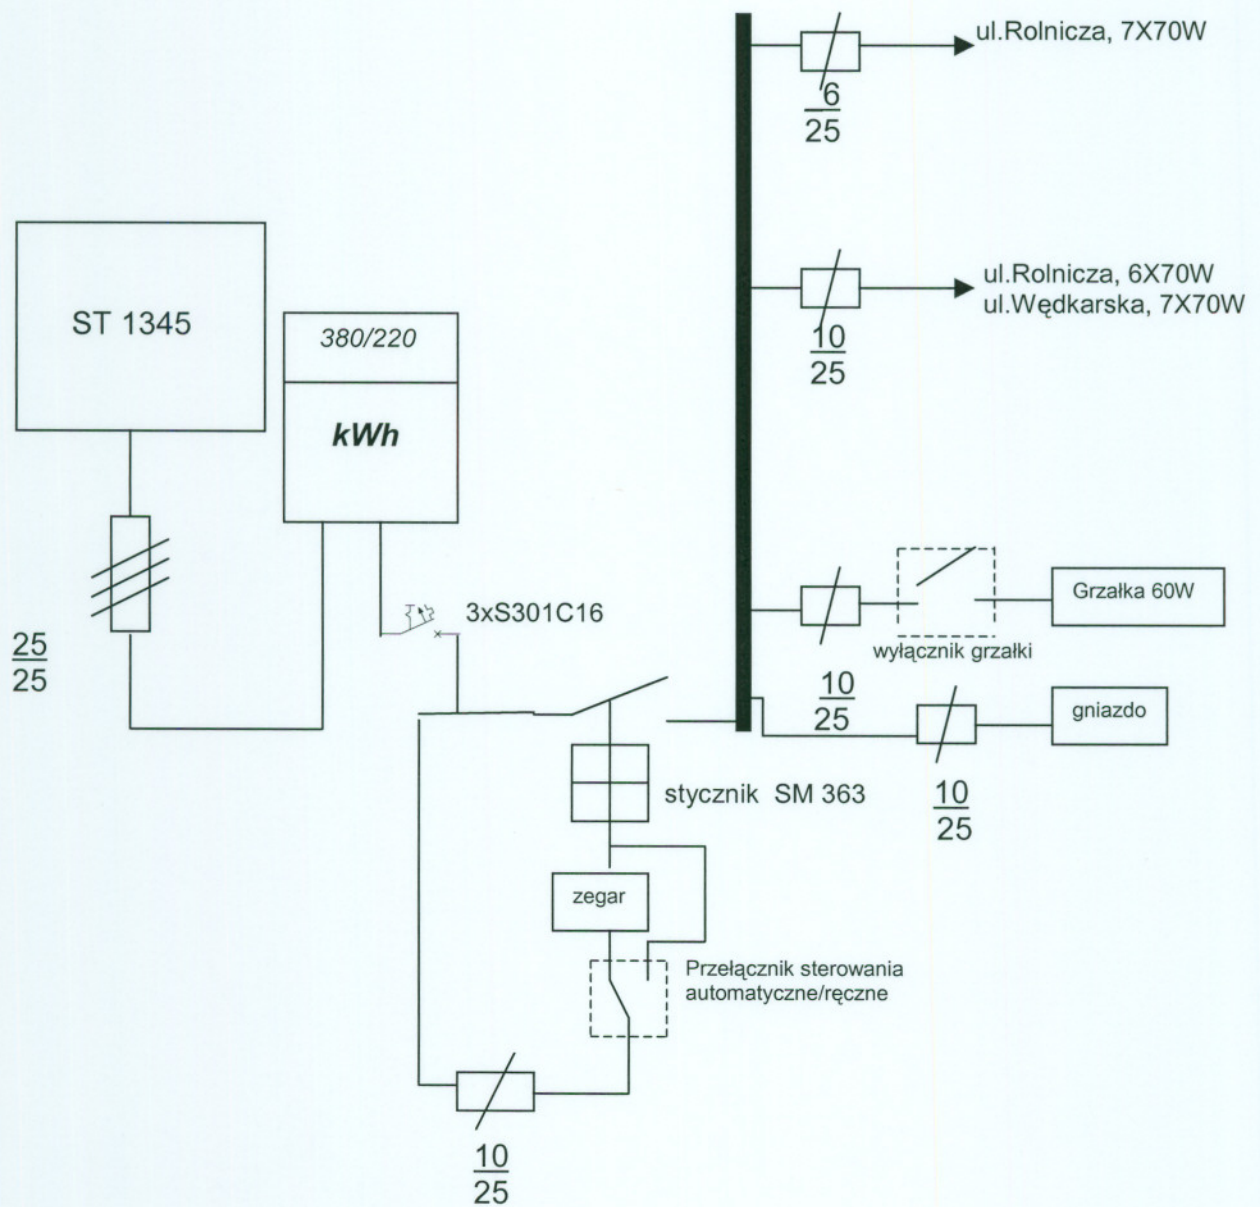 ul.Rolnicza, 7X70W
6
25
ul.Rolnicza, 6X70W
ul.Wędkarska, 7X70W
10
25
ST 1345
380/220
kWh
3xS301C16
25
25
Grzałka 60W
wyłącznik grzałki
10
25
gniazdo
10
25
stycznik SM 363
zegar
Przełącznik sterowania
automatyczne/ręczne
10
25